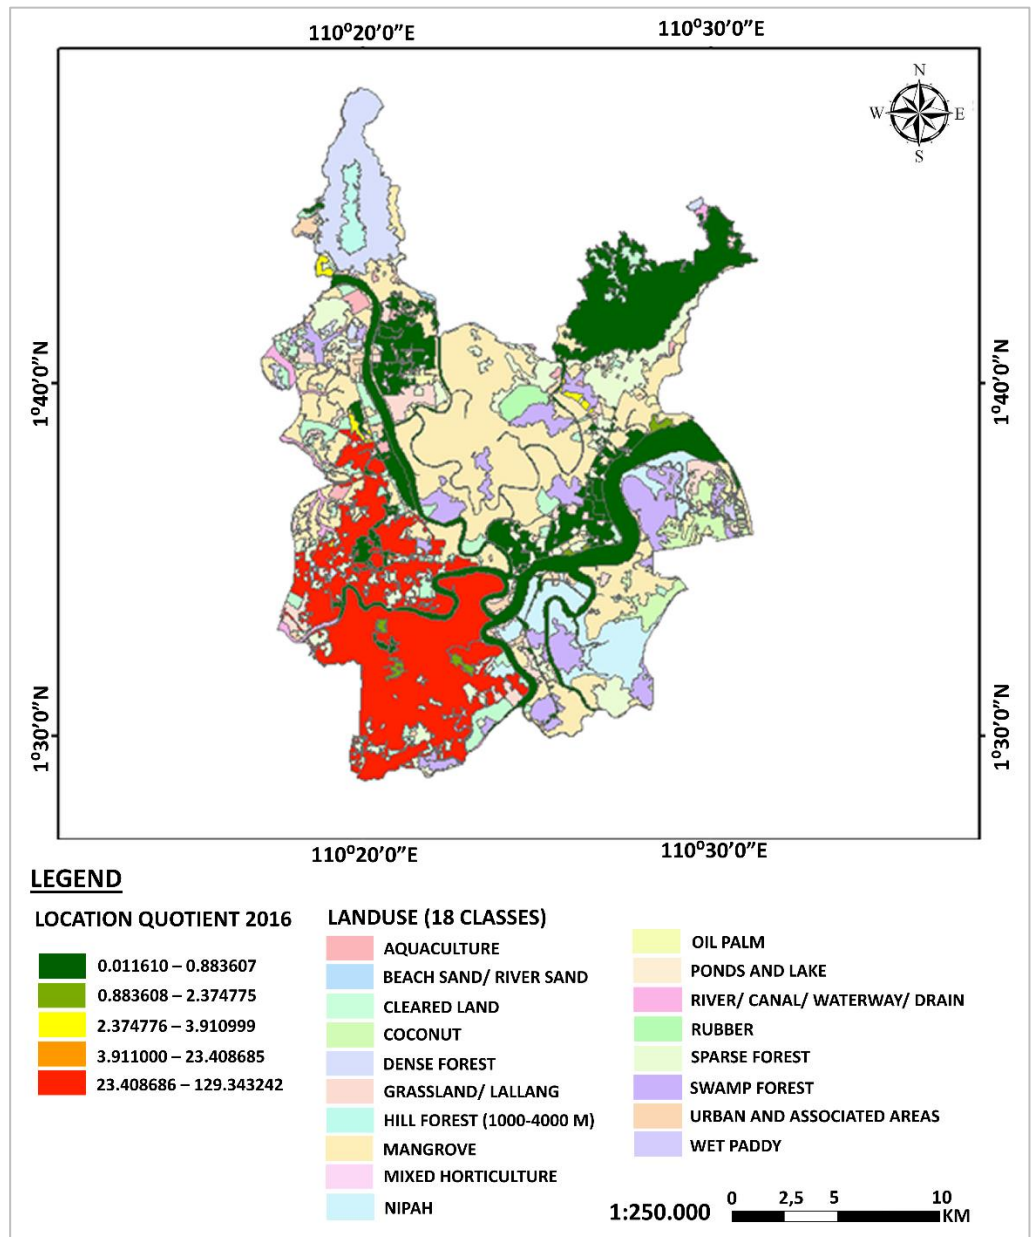 110⁰20’0”E 110⁰30’0”E
N
W E
S
1⁰40’0”N 1⁰40’0”N
1⁰30’0”N 1⁰30’0”N
110⁰20’0”E 110⁰30’0”E
LEGEND
LOCATION QUOTIENT 2016
0.011610 – 0.883607
0.883608 – 2.374775
2.374776 – 3.910999
3.911000 – 23.408685
23.408686 – 129.343242
LANDUSE (18 CLASSES)
AQUACULTURE
BEACH SAND/ RIVER SAND
CLEARED LAND
COCONUT
DENSE FOREST
GRASSLAND/ LALLANG
HILL FOREST (1000-4000 M)
MANGROVE
MIXED HORTICULTURE
NIPAH
OIL PALM
PONDS AND LAKE
RIVER/ CANAL/ WATERWAY/ DRAIN
RUBBER
SPARSE FOREST
SWAMP FOREST
URBAN AND ASSOCIATED AREAS
WET PADDY
1:250.000
0 2,5 5 10
KM